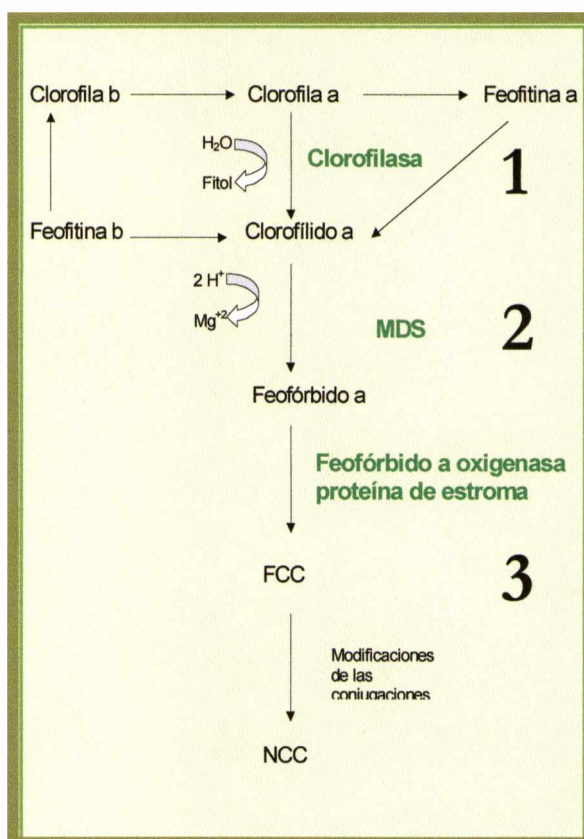 Clorofila b Clorofila a Feofitina a
H₂O
Clorofilasa
Fitol
1
Feofitina b Clorofílido a
2 H⁺
Mg⁺²
MDS
2
Feofórbido a
Feofórbido a oxigenasa
proteína de estroma
FCC
3
Modificaciones
de las
coniugaciones
NCC